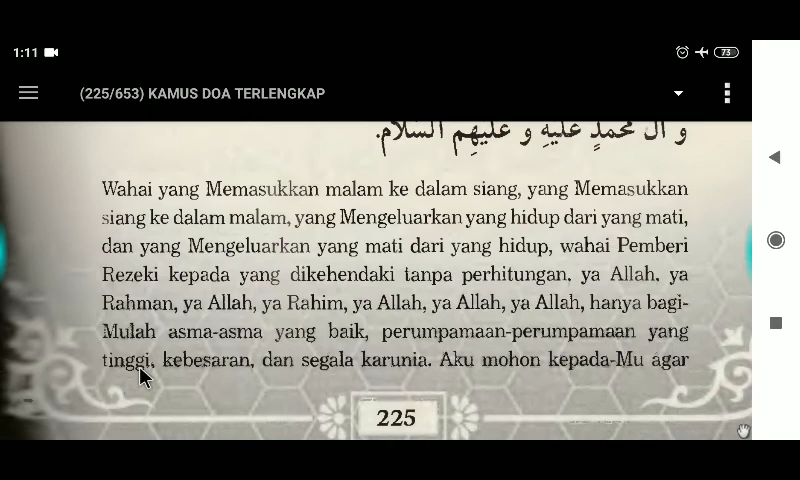 1:11
73
(225/653) KAMUS DOA TERLENGKAP
و آل محمدٍ عليهِ و عليهِم السلام.
Wahai yang Memasukkan malam ke dalam siang, yang Memasukkan
siang ke dalam malam, yang Mengeluarkan yang hidup dari yang mati,
dan yang Mengeluarkan yang mati dari yang hidup, wahai Pemberi
Rezeki kepada yang dikehendaki tanpa perhitungan, ya Allah, ya
Rahman, ya Allah, ya Rahim, ya Allah, ya Allah, ya Allah, hanya bagi-
Mulah asma-asma yang baik, perumpamaan-perumpamaan yang
tinggi, kebesaran, dan segala karunia. Aku mohon kepada-Mu agar
225